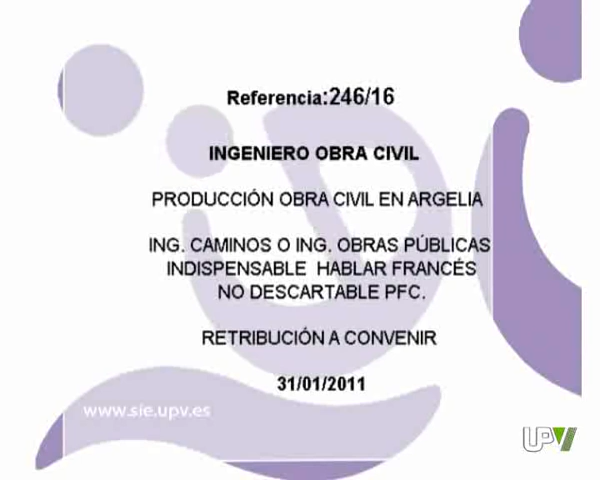 Referencia:246/16
INGENIERO OBRA CIVIL
PRODUCCIÓN OBRA CIVIL EN ARGELIA
ING. CAMINOS O ING. OBRAS PÚBLICAS
INDISPENSABLE HABLAR FRANCÉS
NO DESCARTABLE PFC.
RETRIBUCIÓN A CONVENIR
31/01/2011
www.sie.upv.es
UPV